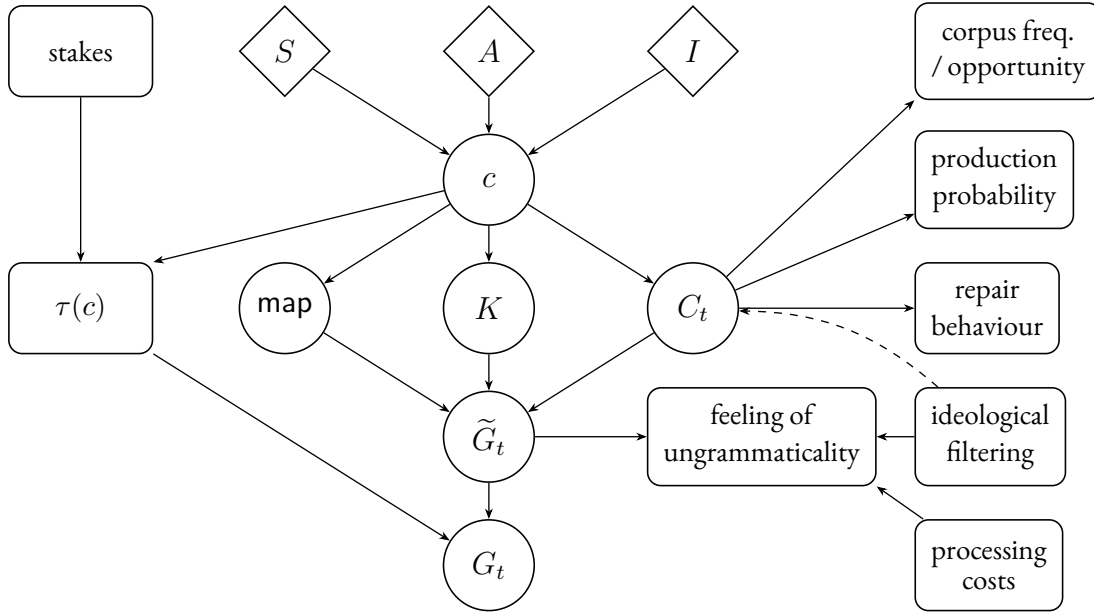 stakes
S
A
I
corpus freq.
/ opportunity
c
production
probability
τ(c)
map
K
C_t
repair
behaviour
G̃_t
feeling of
ungrammaticality
ideological
filtering
G_t
processing
costs